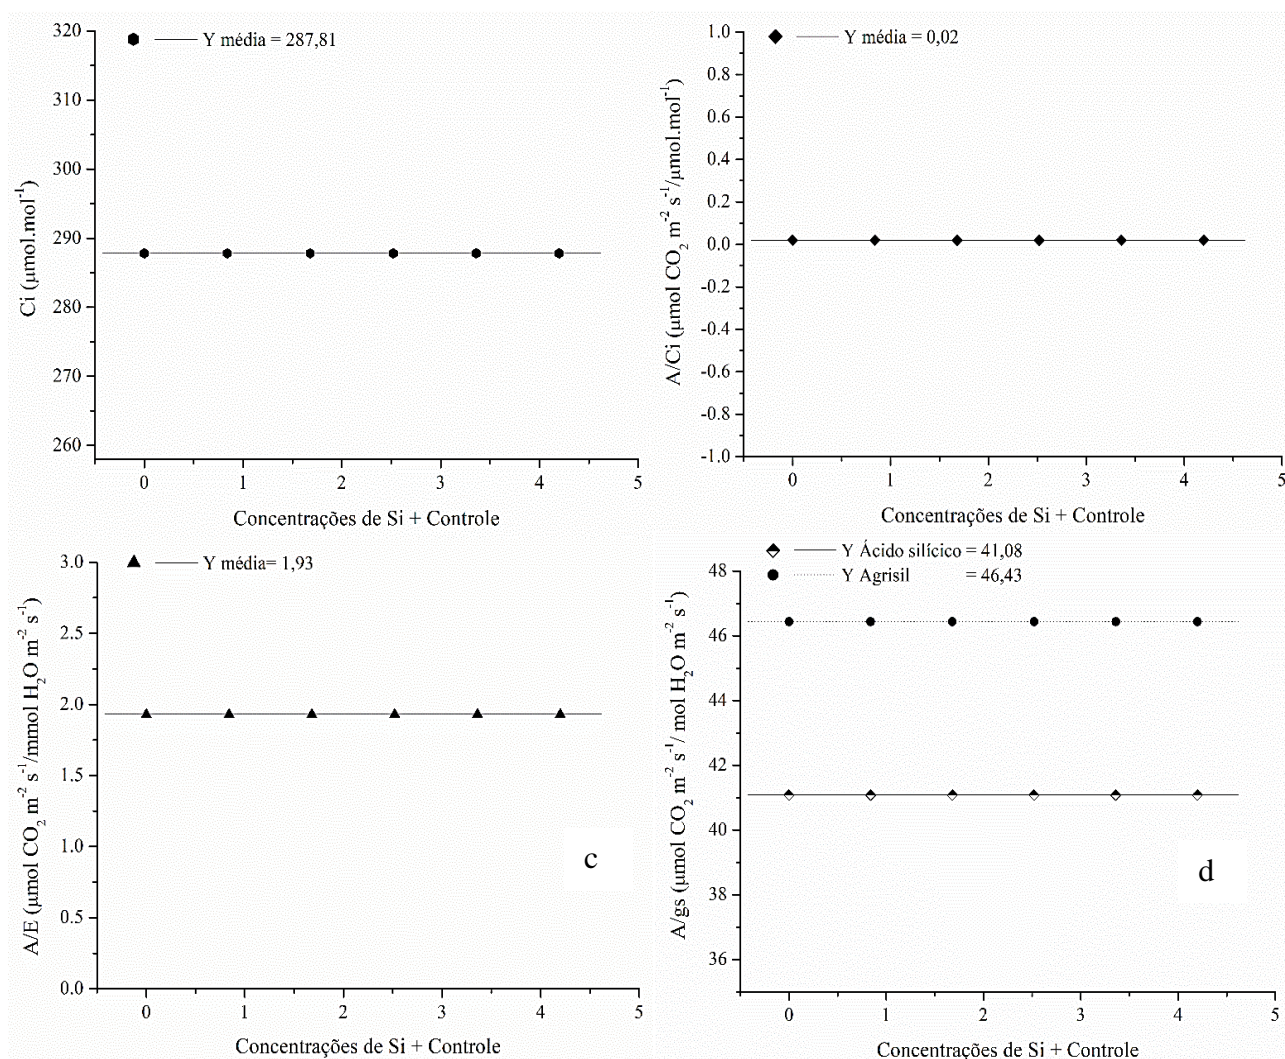 Y média = 287,81
Ci (μmol.mol⁻¹)
320
310
300
290
280
270
260
0 1 2 3 4 5
Concentrações de Si + Controle
Y média = 0,02
A/Ci (μmol CO₂ m⁻² s⁻¹/μmol.mol⁻¹)
1.0
0.8
0.6
0.4
0.2
0.0
-0.2
-0.4
-0.6
-0.8
-1.0
0 1 2 3 4 5
Concentrações de Si + Controle
Y média= 1,93
A/E (μmol CO₂ m⁻² s⁻¹/mmol H₂O m⁻² s⁻¹)
3.0
2.5
2.0
1.5
1.0
0.5
0.0
c
0 1 2 3 4 5
Concentrações de Si + Controle
Y Ácido silícico = 41,08
Y Agrisil = 46,43
A/gs (μmol CO₂ m⁻² s⁻¹/ mol H₂O m⁻² s⁻¹)
48
46
44
42
40
38
36
d
0 1 2 3 4 5
Concentrações de Si + Controle